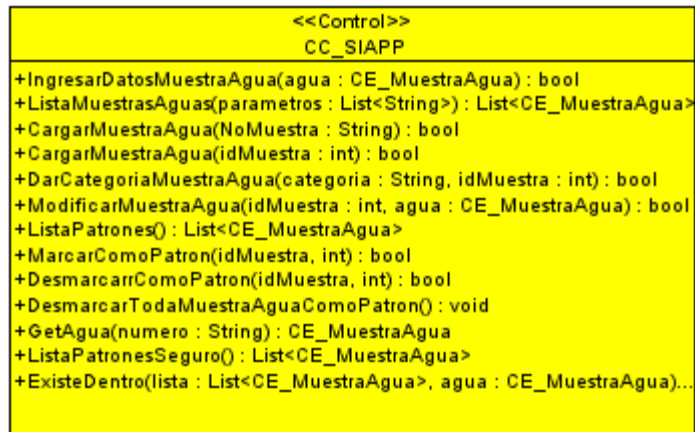 <<Control>>
CC_SIAPP
+IngresarDatosMuestraAgua(agua : CE_MuestraAgua) : bool
+ListaMuestrasAguas(parametros : List<String>) : List<CE_MuestraAgua>
+CargarMuestraAgua(NoMuestra : String) : bool
+CargarMuestraAgua(idMuestra : int) : bool
+DarCategoriaMuestraAgua(categoria : String, idMuestra : int) : bool
+ModificarMuestraAgua(idMuestra : int, agua : CE_MuestraAgua) : bool
+ListaPatrones() : List<CE_MuestraAgua>
+MarcarComoPatron(idMuestra, int) : bool
+DesmarcarrComoPatron(idMuestra, int) : bool
+DesmarcarTodaMuestraAguaComoPatron() : void
+GetAgua(numero : String) : CE_MuestraAgua
+ListaPatronesSeguro() : List<CE_MuestraAgua>
+ExisteDentro(lista : List<CE_MuestraAgua>, agua : CE_MuestraAgua)...